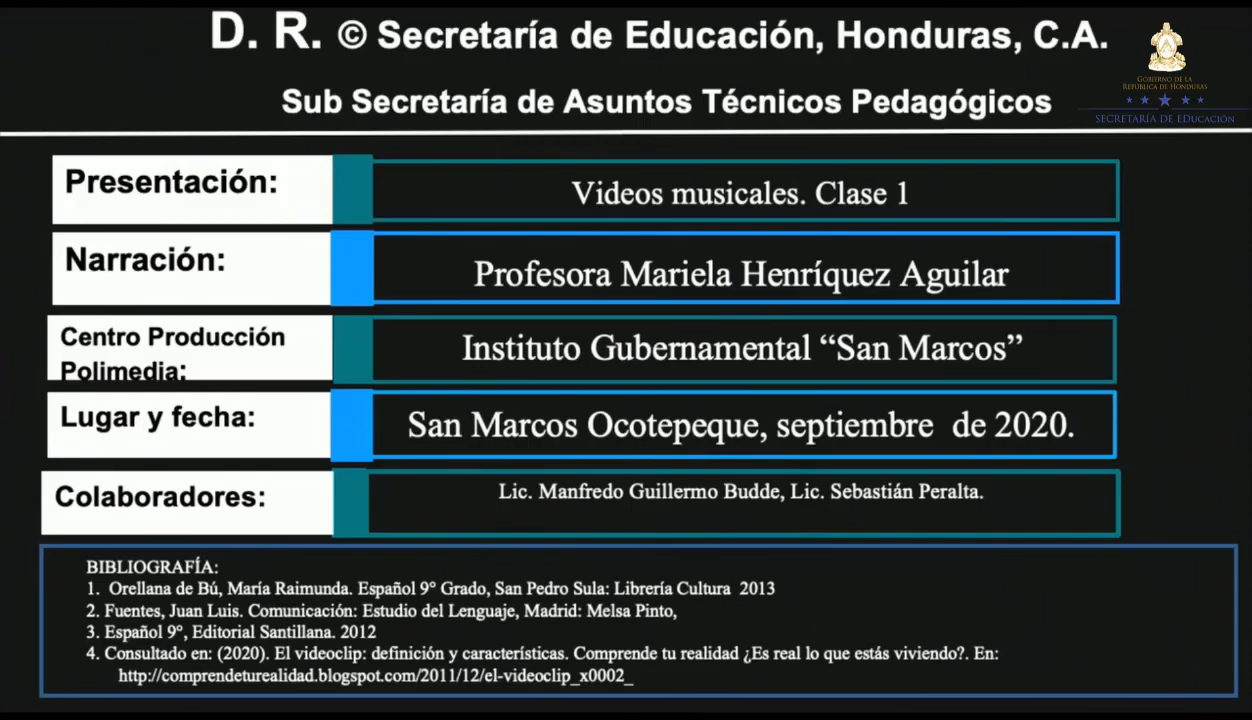 D. R. © Secretaría de Educación, Honduras, C.A.
Sub Secretaría de Asuntos Técnicos Pedagógicos
GOBIERNO DE LA
REPÚBLICA DE HONDURAS
SECRETARÍA DE EDUCACIÓN
Presentación:
Videos musicales. Clase 1
Narración:
Profesora Mariela Henríquez Aguilar
Centro Producción
Polimedia:
Instituto Gubernamental “San Marcos”
Lugar y fecha:
San Marcos Ocotepeque, septiembre de 2020.
Colaboradores:
Lic. Manfredo Guillermo Budde, Lic. Sebastián Peralta.
BIBLIOGRAFÍA:
1. Orellana de Bú, María Raimunda. Español 9° Grado, San Pedro Sula: Librería Cultura 2013
2. Fuentes, Juan Luis. Comunicación: Estudio del Lenguaje, Madrid: Melsa Pinto,
3. Español 9°, Editorial Santillana. 2012
4. Consultado en: (2020). El videoclip: definición y características. Comprende tu realidad ¿Es real lo que estás viviendo?. En:
http://comprendeturealidad.blogspot.com/2011/12/el-videoclip_x0002_